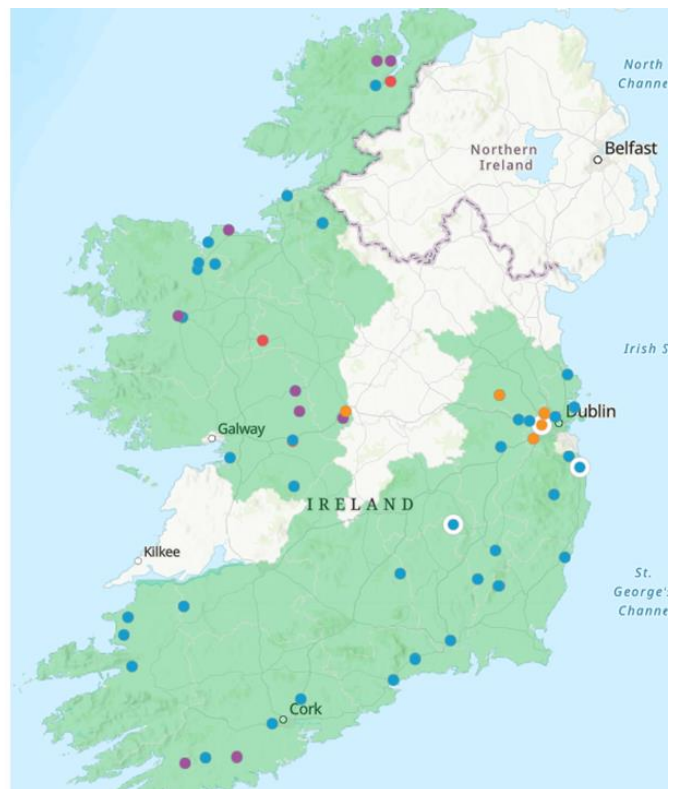 North
Channe
Northern
Ireland
Belfast
Irish S
Dublin
Galway
IRELAND
Kilkee
St.
George's
Channe
Cork